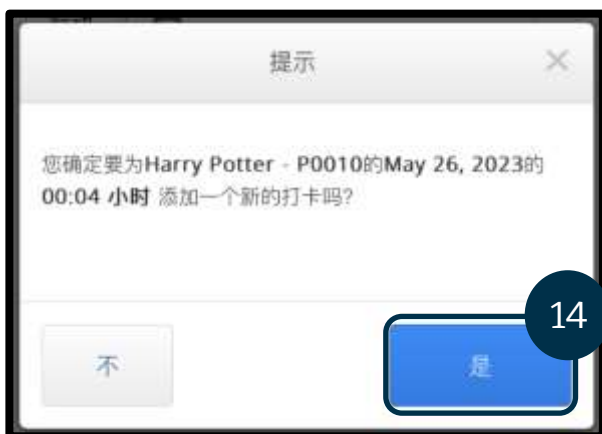 提示
您确定要为Harry Potter - P0010的May 26, 2023的
00:04 小时 添加一个新的打卡吗?
14
不
是